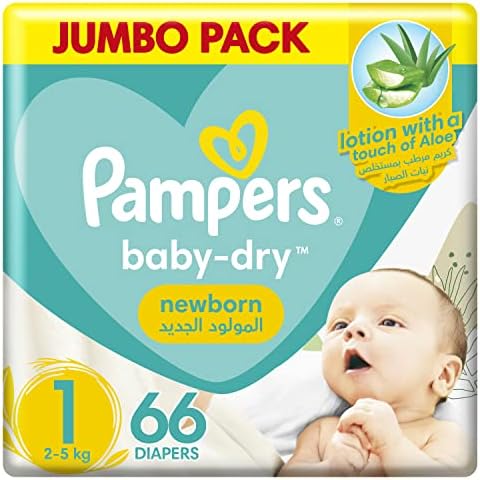 JUMBO PACK
lotion with a
touch of Aloe
كريم مرطب بمستخلص
نبات الصبار
Pampers®
baby-dry™
newborn
المولود الجديد
1
2-5 kg
66
DIAPERS